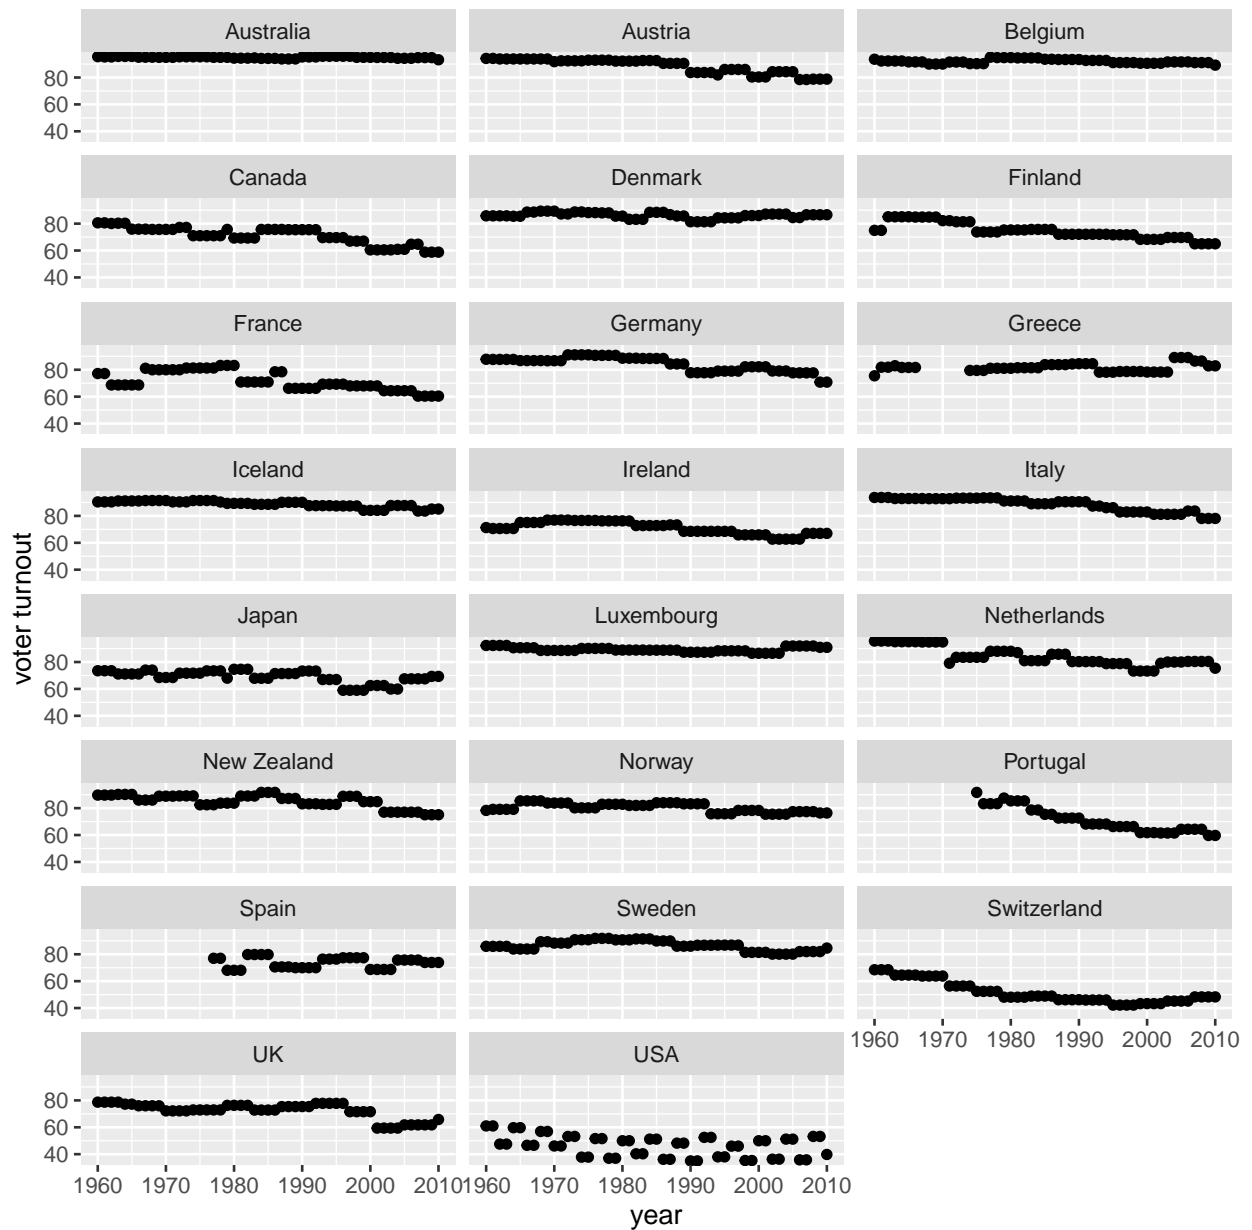 Australia Austria Belgium
80
60
40
Canada Denmark Finland
80
60
40
France Germany Greece
80
60
40
Iceland Ireland Italy
80
60
40
Japan Luxembourg Netherlands
80
60
40
New Zealand Norway Portugal
80
60
40
Spain Sweden Switzerland
80
60
40
1960 1970 1980 1990 2000 2010
UK USA
80
60
40
1960 1970 1980 1990 2000 2010 1960 1970 1980 1990 2000 2010
year
voter turnout